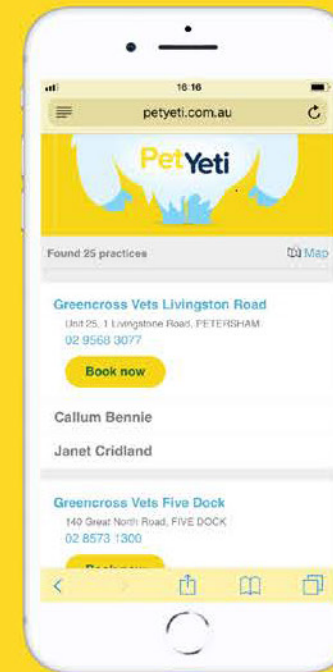 16:16
petyeti.com.au
PetYeti
Found 25 practices
Map
Greencross Vets Livingston Road
Unit 25, 1 Livingstone Road, PETERSHAM
02 9568 3077
Book now
Callum Bennie
Janet Cridland
Greencross Vets Five Dock
140 Great North Road, FIVE DOCK
02 8573 1300
Book now